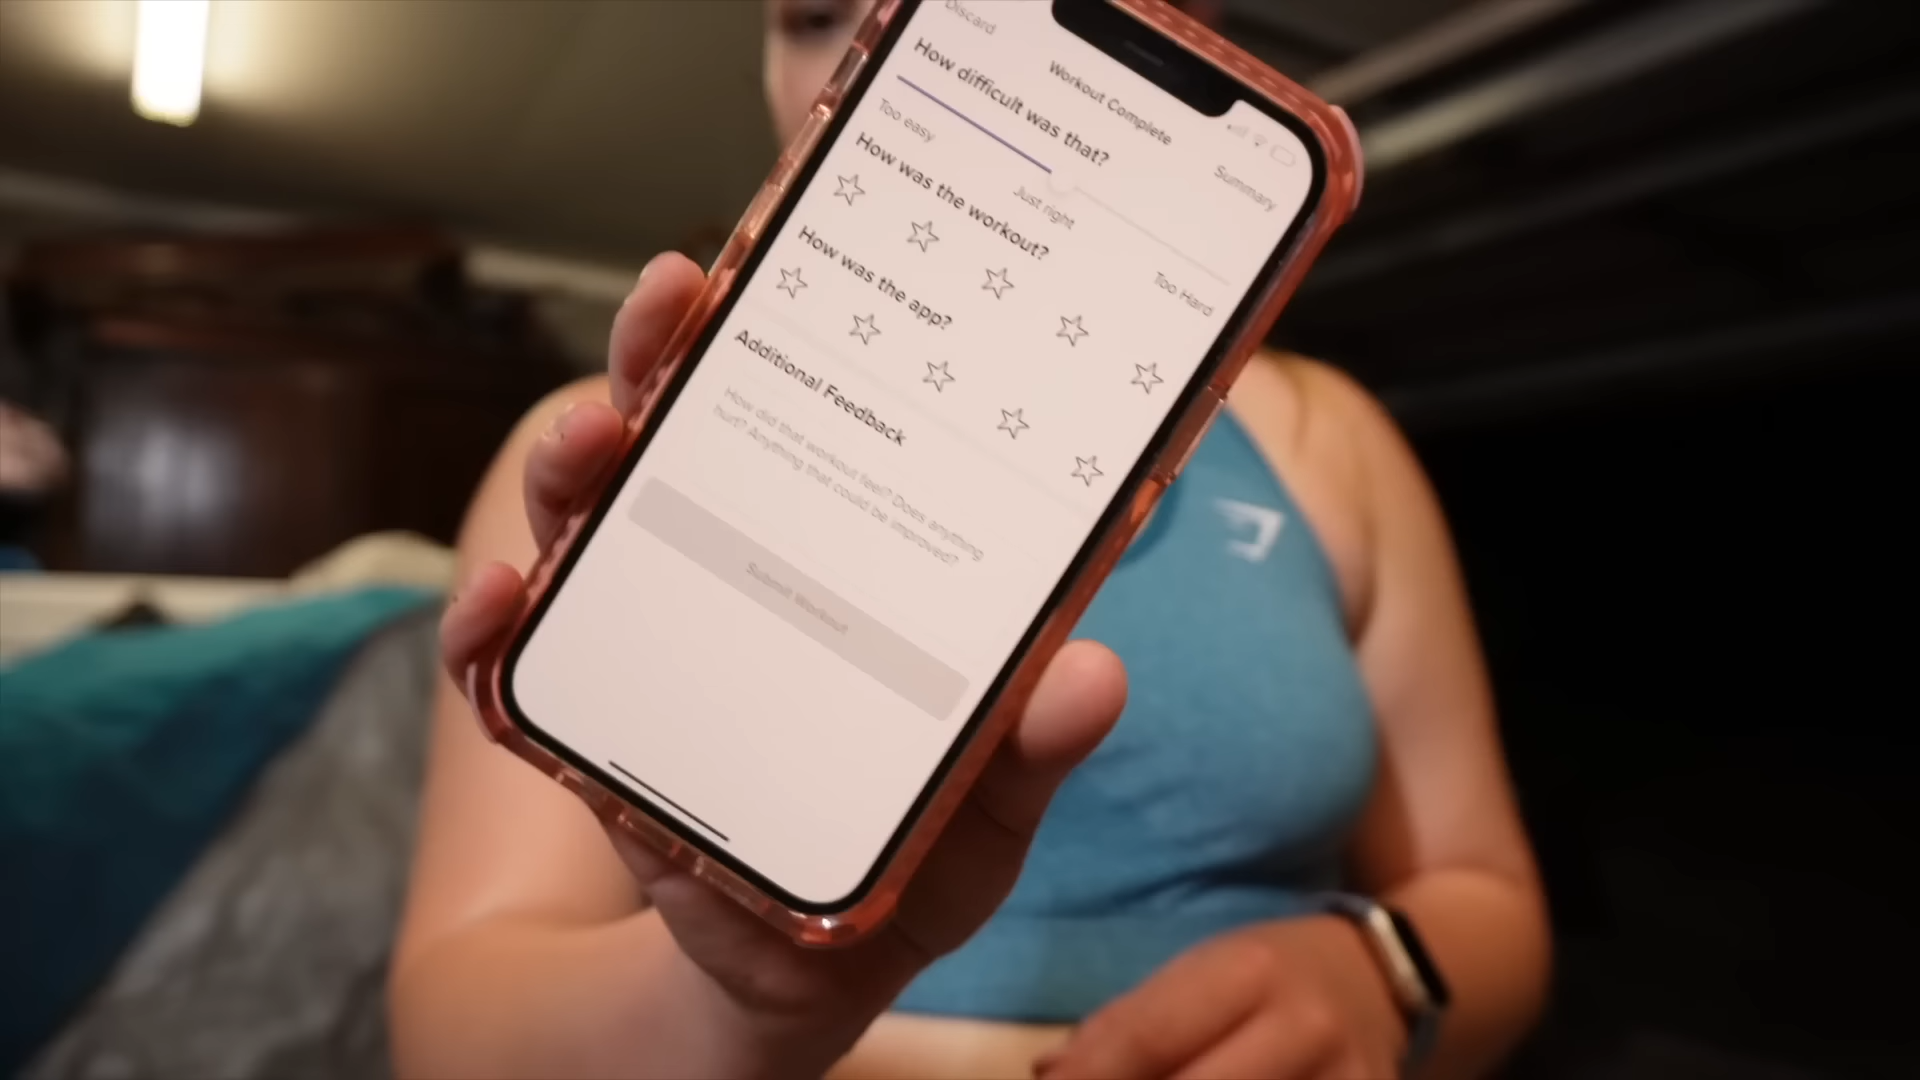 Discard
Workout Complete
Summary
How difficult was that?
Too easy
Just right
Too Hard
How was the workout?
How was the app?
Additional Feedback
How did that workout feel? Does anything
hurt? Anything that could be improved?
Submit Workout